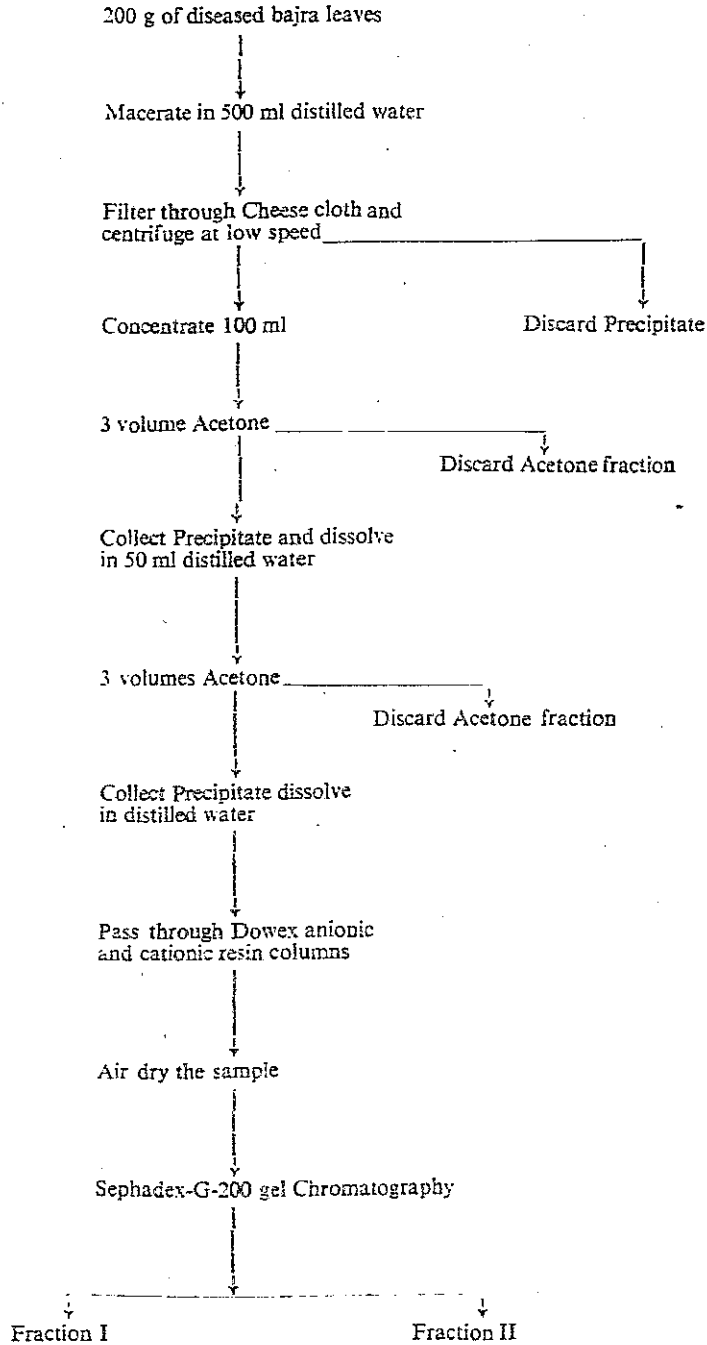 200 g of diseased bajra leaves
Macerate in 500 ml distilled water
Filter through Cheese cloth and
centrifuge at low speed
Concentrate 100 ml
Discard Precipitate
3 volume Acetone
Discard Acetone fraction
Collect Precipitate and dissolve
in 50 ml distilled water
3 volumes Acetone
Discard Acetone fraction
Collect Precipitate dissolve
in distilled water
Pass through Dowex anionic
and cationic resin columns
Air dry the sample
Sephadex-G-200 gel Chromatography
Fraction I
Fraction II